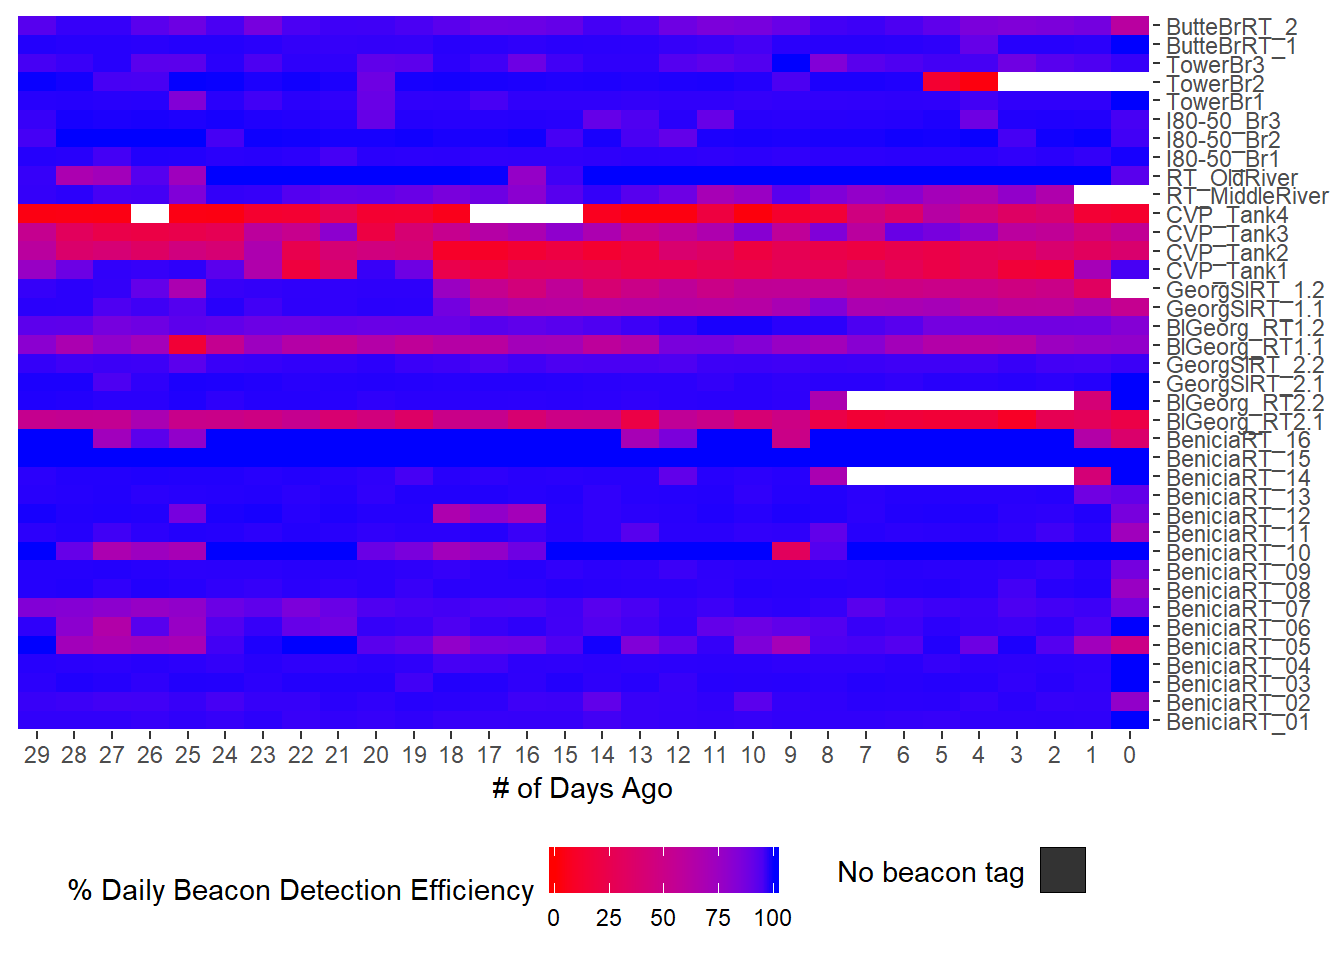 ButteBrRT_2
ButteBrRT_1
TowerBr3
TowerBr2
TowerBr1
I80-50_Br3
I80-50_Br2
I80-50_Br1
RT_OldRiver
RT_MiddleRiver
CVP_Tank4
CVP_Tank3
CVP_Tank2
CVP_Tank1
GeorgSlRT_1.2
GeorgSlRT_1.1
BlGeorg_RT1.2
BlGeorg_RT1.1
GeorgSlRT_2.2
GeorgSlRT_2.1
BlGeorg_RT2.2
BlGeorg_RT2.1
BeniciaRT_16
BeniciaRT_15
BeniciaRT_14
BeniciaRT_13
BeniciaRT_12
BeniciaRT_11
BeniciaRT_10
BeniciaRT_09
BeniciaRT_08
BeniciaRT_07
BeniciaRT_06
BeniciaRT_05
BeniciaRT_04
BeniciaRT_03
BeniciaRT_02
BeniciaRT_01
29 28 27 26 25 24 23 22 21 20 19 18 17 16 15 14 13 12 11 10 9 8 7 6 5 4 3 2 1 0
# of Days Ago
% Daily Beacon Detection Efficiency
0 25 50 75 100
No beacon tag